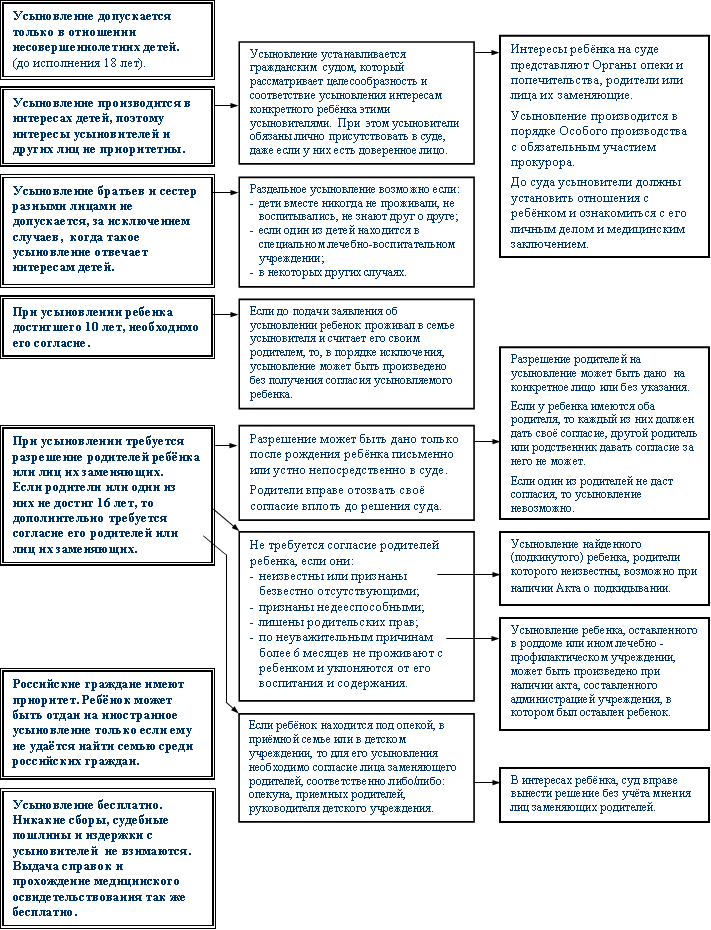 Усыновление допускается
только в отношении
несовершеннолетних детей.
(до исполнения 18 лет).
Усыновление производится в
интересах детей, поэтому
интересы усыновителей и
других лиц не приоритетны.
Усыновление устанавливается
гражданским судом, который
рассматривает целесообразность и
соответствие усыновления интересам
конкретного ребёнка этими
усыновителями. При этом усыновители
обязаны лично присутствовать в суде,
даже если у них есть доверенное лицо.
Интересы ребёнка на суде
представляют Органы опеки и
попечительства, родители или
лица их заменяющие.
Усыновление производится в
порядке Особого производства
с обязательным участием
прокурора.
До суда усыновители должны
установить отношения с
ребёнком и ознакомиться с его
личным делом и медицинским
заключением.
Усыновление братьев и сестер
разными лицами не
допускается, за исключением
случаев, когда такое
усыновление отвечает
интересам детей.
Раздельное усыновление возможно если:
- дети вместе никогда не проживали, не
воспитывались, не знают друг о друге;
- если один из детей находится в
специальном лечебно-воспитательном
учреждении;
- в некоторых других случаях.
При усыновлении ребенка
достигшего 10 лет, необходимо
его согласие.
Если до подачи заявления об
усыновлении ребенок проживал в семье
усыновителя и считает его своим
родителем, то, в порядке исключения,
усыновление может быть произведено
без получения согласия усыновляемого
ребенка.
При усыновлении требуется
разрешение родителей ребёнка
или лиц их заменяющих.
Если родители или один из
них не достиг 16 лет, то
дополнительно требуется
согласие его родителей или
лиц их заменяющих.
Разрешение может быть дано только
после рождения ребёнка письменно
или устно непосредственно в суде.
Родители вправе отозвать своё
согласие вплоть до решения суда.
Разрешение родителей на
усыновление может быть дано на
конкретное лицо или без указания.
Если у ребенка имеются оба
родителя, то каждый из них должен
дать своё согласие, другой родитель
или родственник давать согласие за
него не может.
Если один из родителей не даст
согласия, то усыновление
невозможно.
Не требуется согласие родителей
ребенка, если они:
- неизвестны или признаны
безвестно отсутствующими;
- признаны недееспособными;
- лишены родительских прав;
- по неуважительным причинам
более 6 месяцев не проживают с
ребенком и уклоняются от его
воспитания и содержания.
Усыновление найденного
(подкинутого) ребенка, родители
которого неизвестны, возможно при
наличии Акта о подкидывании.
Усыновление ребенка, оставленного
в роддоме или ином лечебно -
профилактическом учреждении,
может быть произведено при
наличии акта, составленного
администрацией учреждения, в
котором был оставлен ребенок.
Российские граждане имеют
приоритет. Ребёнок может
быть отдан на иностранное
усыновление только если ему
не удаётся найти семью среди
российских граждан.
Если ребёнок находится под опекой, в
приёмной семье или в детском
учреждении, то для его усыновления
необходимо согласие лица заменяющего
родителей, соответственно либо/либо:
опекуна, приемных родителей,
руководителя детского учреждения.
В интересах ребёнка, суд вправе
вынести решение без учёта мнения
лиц заменяющих родителей.
Усыновление бесплатно.
Никакие сборы, судебные
пошлины и издержки с
усыновителей не взимаются.
Выдача справок и
прохождение медицинского
освидетельствования так же
бесплатно.